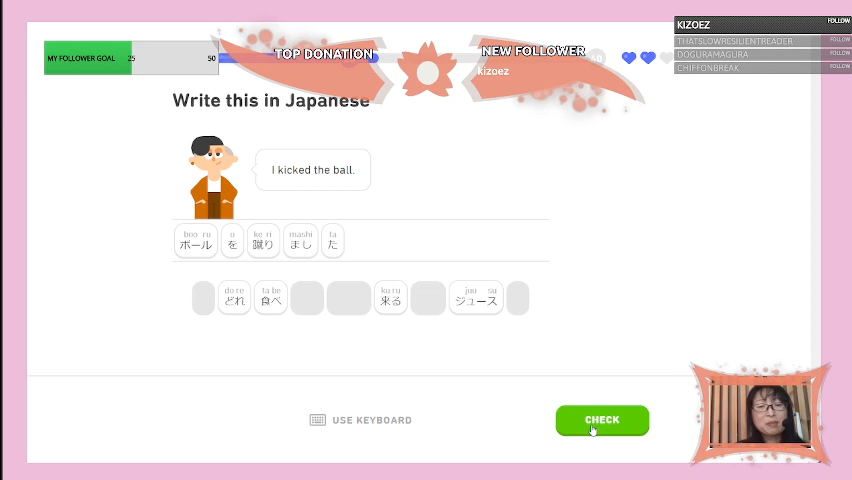 KIZOEZ FOLLOW
THATSLOWRESILIENTREADER FOLLOW
DOGURAMAGURA FOLLOW
CHIFFONBREAK FOLLOW
MY FOLLOWER GOAL 25 50
TOP DONATION
NEW FOLLOWER
kizoez
Write this in Japanese
I kicked the ball.
boo ru o ke ri mashi ta
ボール を 蹴り まし た
do re ta be ku ru juu su
どれ 食べ 来る ジュース
USE KEYBOARD
CHECK